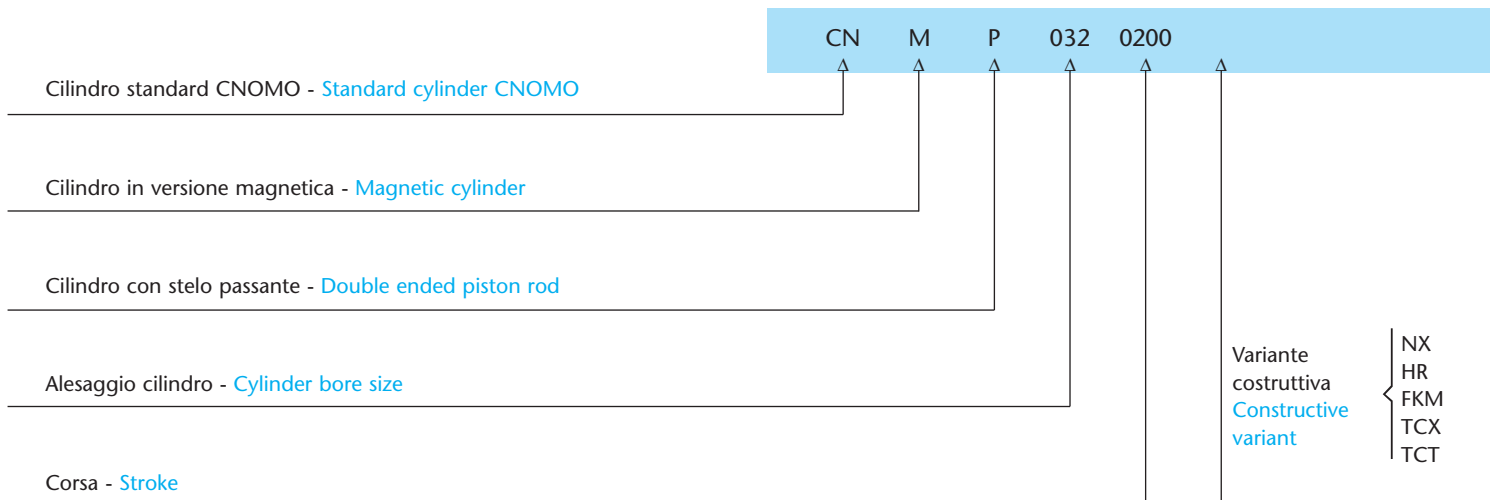 CN M P 032 0200
Cilindro standard CNOMO - Standard cylinder CNOMO
Cilindro in versione magnetica - Magnetic cylinder
Cilindro con stelo passante - Double ended piston rod
Alesaggio cilindro - Cylinder bore size
Corsa - Stroke
Variante
costruttiva
Constructive
variant
NX
HR
FKM
TCX
TCT